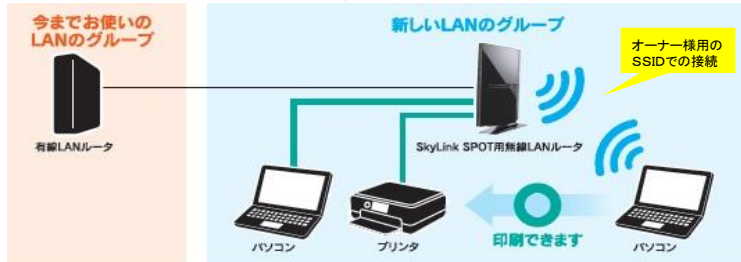 今までお使いの
LANのグループ
新しいLANのグループ
オーナー様用の
SSIDでの接続
有線LANルータ
SkyLink SPOT用無線LANルータ
パソコン
プリンタ
印刷できます
パソコン